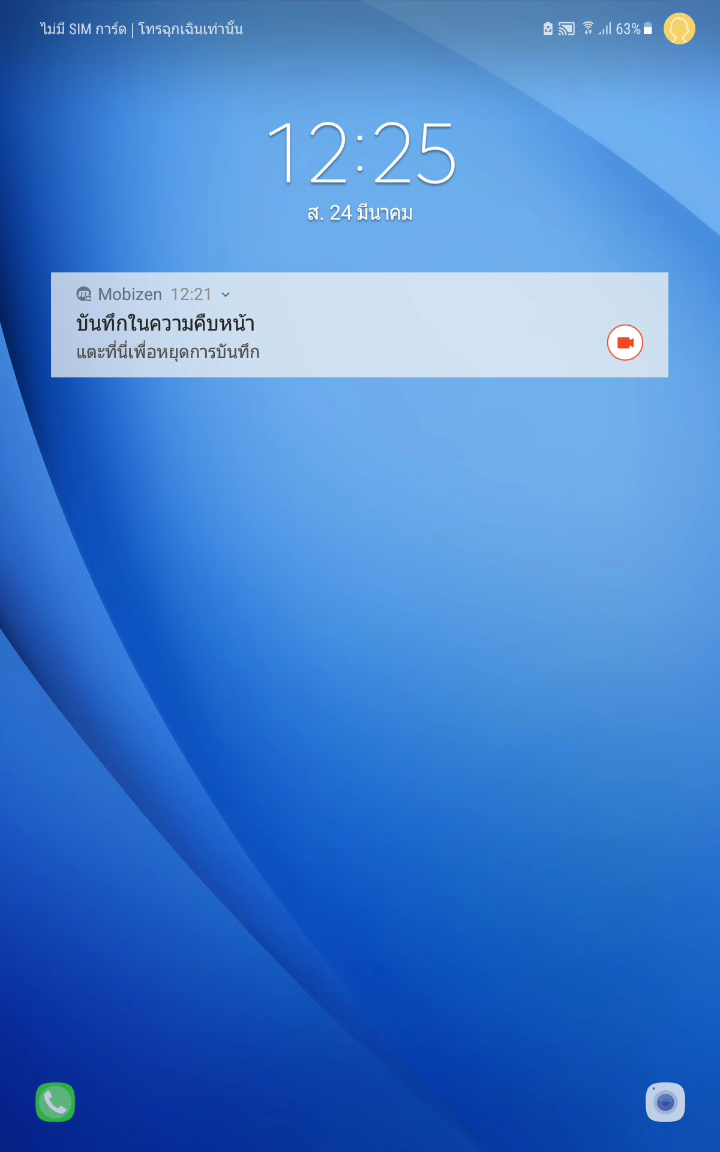 ไม่มี SIM การ์ด | โทรฉุกเฉินเท่านั้น 63%
12:25
ส. 24 มีนาคม
Mobizen 12:21
บันทึกในความคืบหน้า
แตะที่นี่เพื่อหยุดการบันทึก